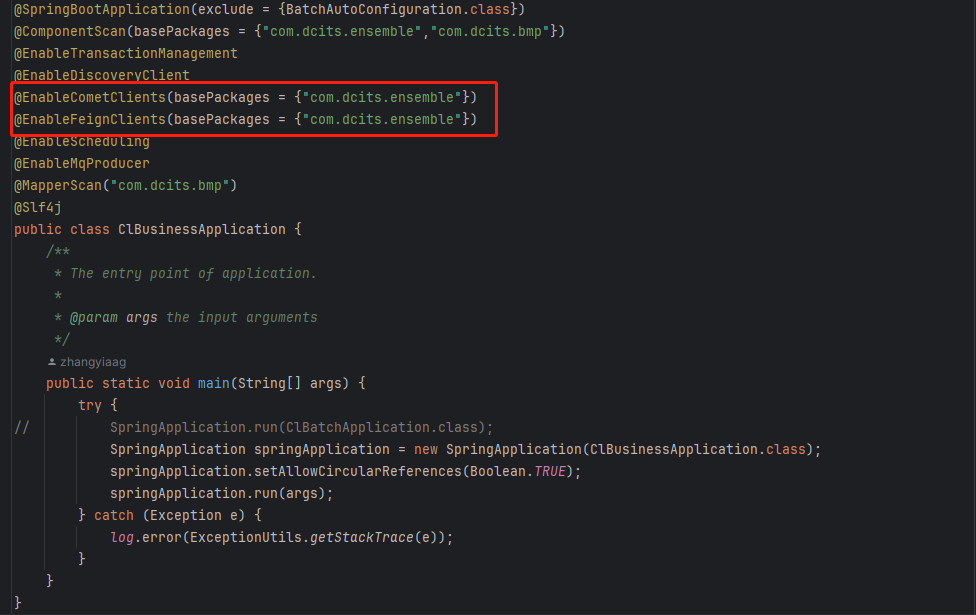 @SpringBootApplication(exclude = {BatchAutoConfiguration.class})
@ComponentScan(basePackages = {"com.dcits.ensemble","com.dcits.bmp"})
@EnableTransactionManagement
@EnableDiscoveryClient
@EnableCometClients(basePackages = {"com.dcits.ensemble"})
@EnableFeignClients(basePackages = {"com.dcits.ensemble"})
@EnableScheduling
@EnableMqProducer
@MapperScan("com.dcits.bmp")
@Slf4j
public class ClBusinessApplication {
    /**
     * The entry point of application.
     *
     * @param args the input arguments
     */
    zhangyiaag
    public static void main(String[] args) {
        try {
//          SpringApplication.run(ClBatchApplication.class);
            SpringApplication springApplication = new SpringApplication(ClBusinessApplication.class);
            springApplication.setAllowCircularReferences(Boolean.TRUE);
            springApplication.run(args);
        } catch (Exception e) {
            log.error(ExceptionUtils.getStackTrace(e));
        }
    }
}